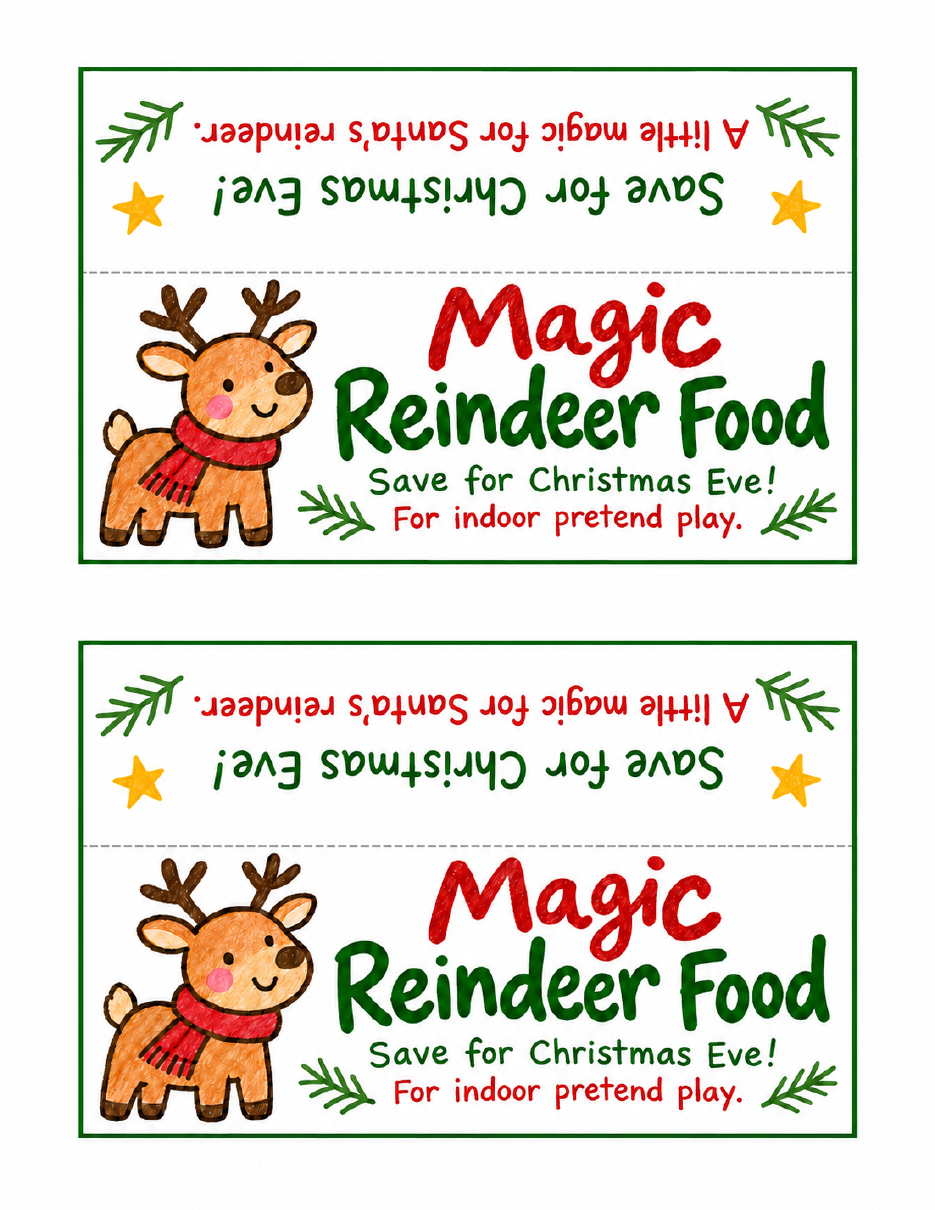 A little magic for Santa's reindeer.
Save for Christmas Eve!
Magic
Reindeer Food
Save for Christmas Eve!
For indoor pretend play.
A little magic for Santa's reindeer.
Save for Christmas Eve!
Magic
Reindeer Food
Save for Christmas Eve!
For indoor pretend play.